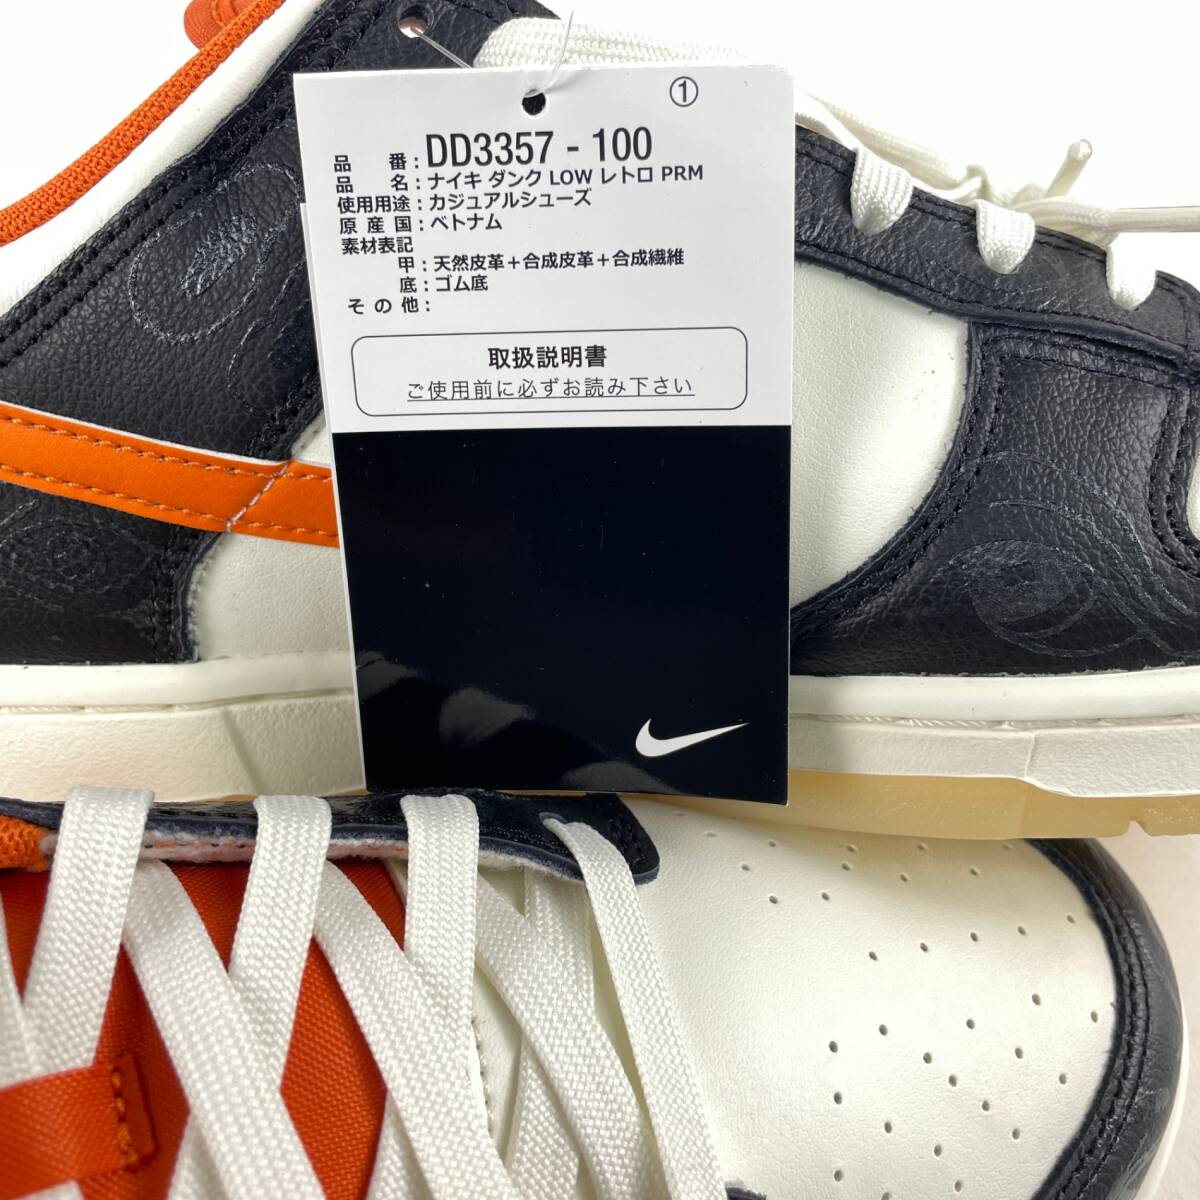 ①
品番：DD3357 - 100
品名：ナイキ ダンク LOW レトロ PRM
使用用途：カジュアルシューズ
原産国：ベトナム
素材表記
甲：天然皮革＋合成皮革＋合成繊維
底：ゴム底
その他：
取扱説明書
ご使用前に必ずお読み下さい